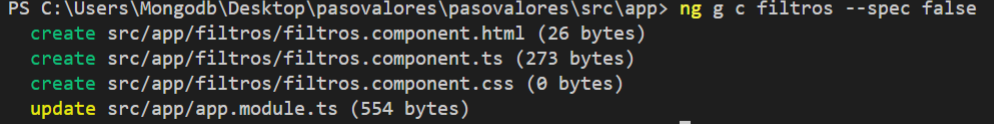 PS C:\Users\Mongodb\Desktop\pasovalores\pasovalores\src\app> ng g c filtros --spec false
create src/app/filtros/filtros.component.html (26 bytes)
create src/app/filtros/filtros.component.ts (273 bytes)
create src/app/filtros/filtros.component.css (0 bytes)
update src/app/app.module.ts (554 bytes)